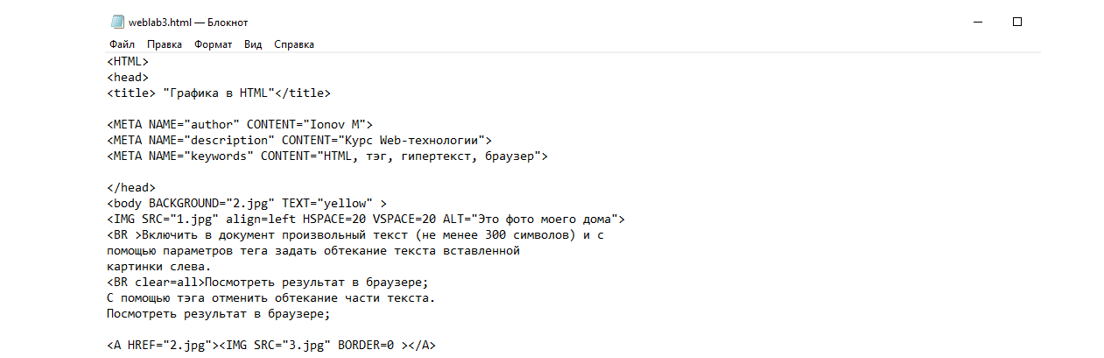 weblab3.html — Блокнот
Файл Правка Формат Вид Справка
<HTML>
<head>
<title> "Графика в HTML"</title>
<META NAME="author" CONTENT="Ionov M">
<META NAME="description" CONTENT="Курс Web-технологии">
<META NAME="keywords" CONTENT="HTML, тэг, гипертекст, браузер">
</head>
<body BACKGROUND="2.jpg" TEXT="yellow" >
<IMG SRC="1.jpg" align=left HSPACE=20 VSPACE=20 ALT="Это фото моего дома">
<BR >Включить в документ произвольный текст (не менее 300 символов) и с
помощью параметров тега задать обтекание текста вставленной
картинки слева.
<BR clear=all>Посмотреть результат в браузере;
С помощью тэга отменить обтекание части текста.
Посмотреть результат в браузере;
<A HREF="2.jpg"><IMG SRC="3.jpg" BORDER=0 ></A>